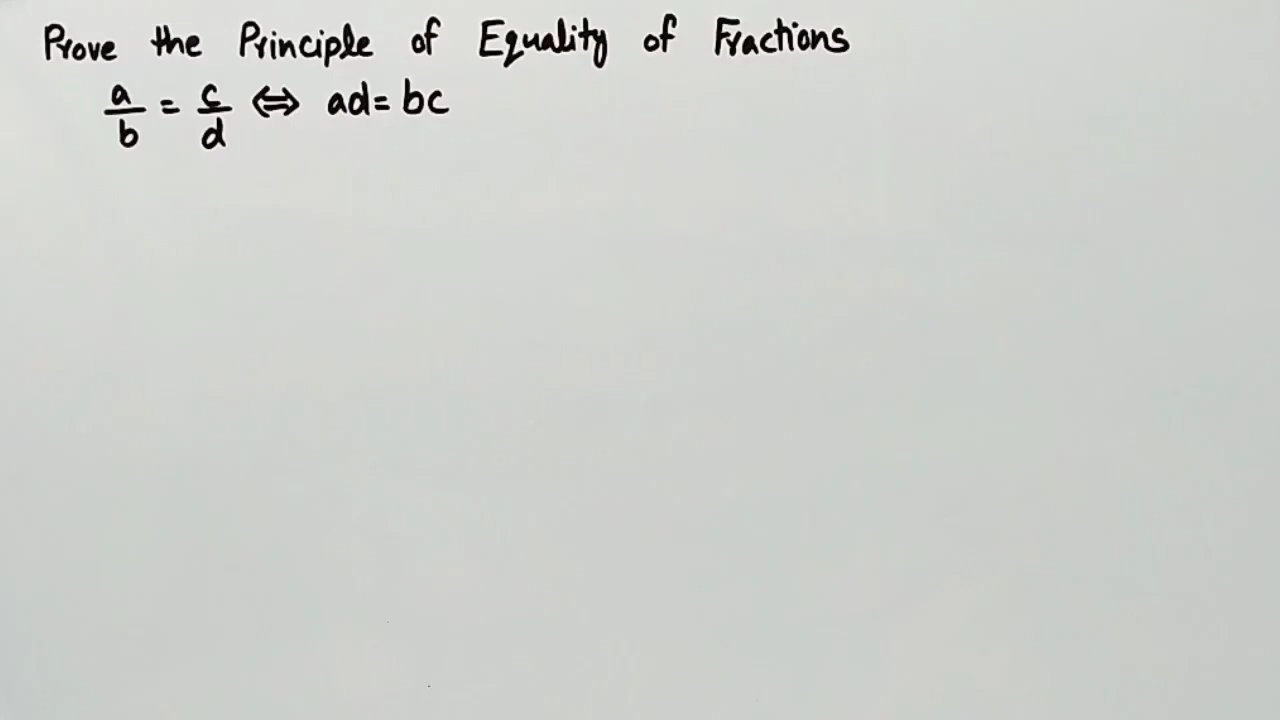 Prove the Principle of Equality of Fractions
a/b = c/d ⇔ ad = bc